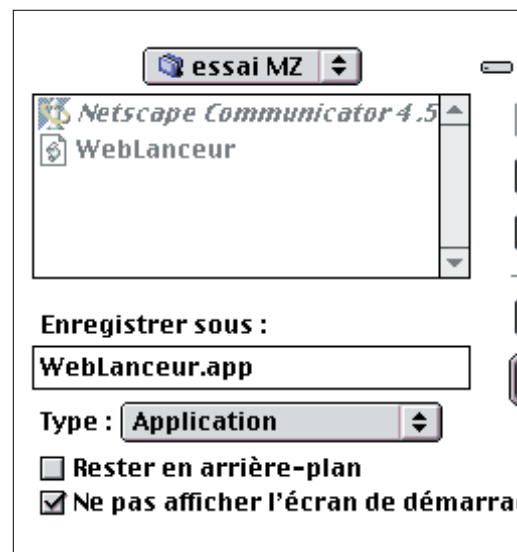 essai MZ
Netscape Communicator 4.5
WebLanceur
Enregistrer sous :
WebLanceur.app
Type : Application
Rester en arrière-plan
Ne pas afficher l'écran de